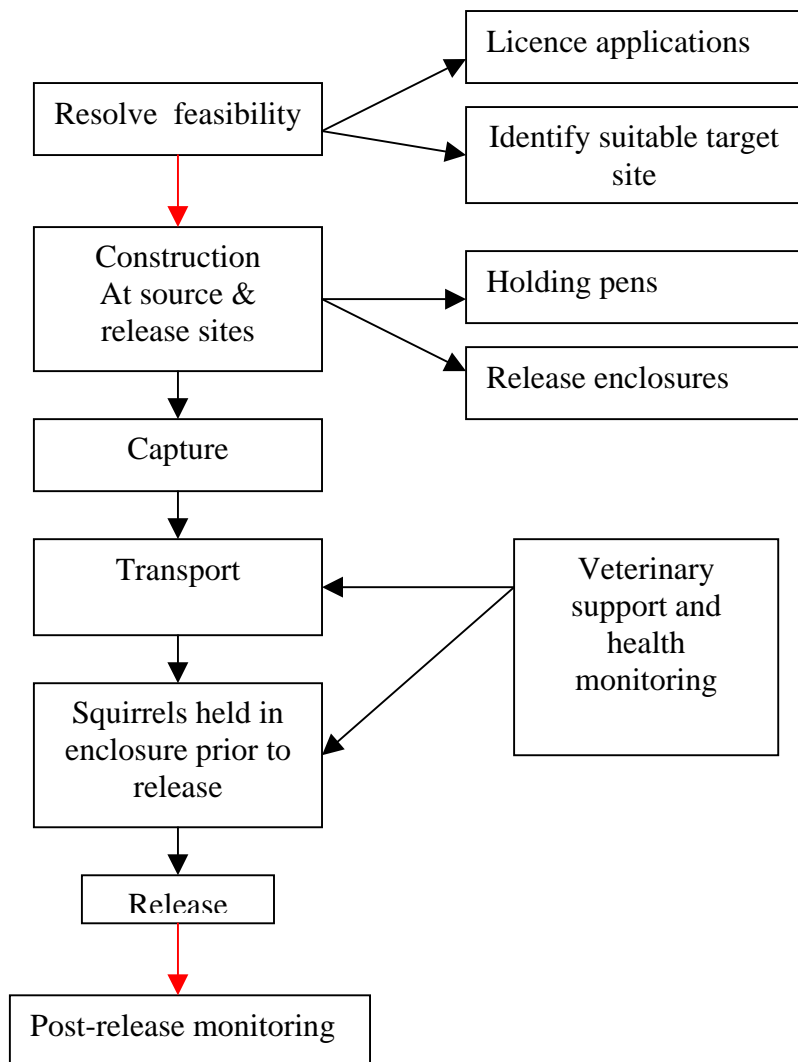 Licence applications
Resolve feasibility
Identify suitable target
site
Construction
At source &
release sites
Holding pens
Release enclosures
Capture
Transport
Veterinary
support and
health
monitoring
Squirrels held in
enclosure prior to
release
Release
Post-release monitoring